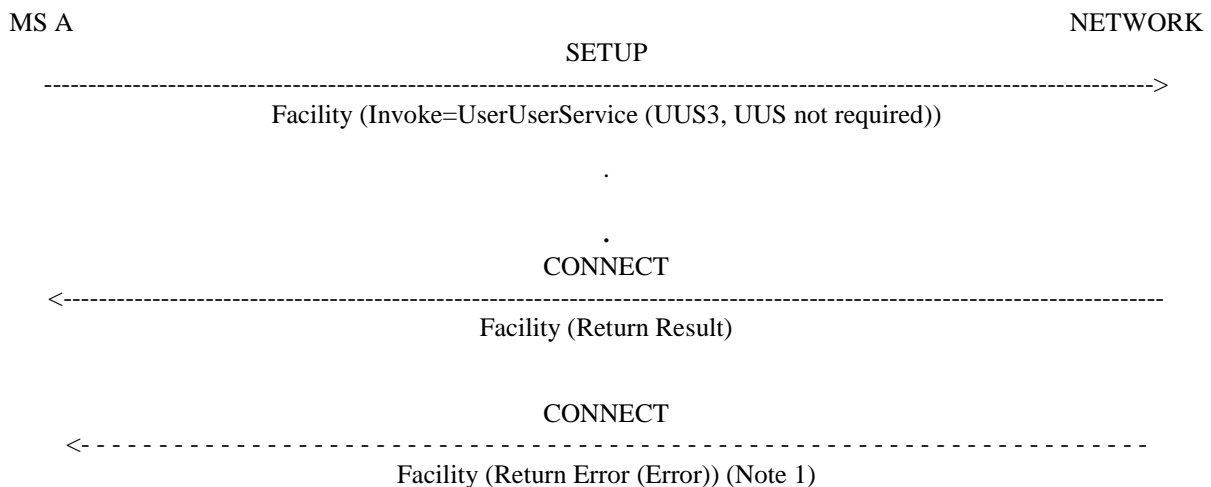 MS A NETWORK
SETUP
------------------------------------------------------------------------------------------------------------------------------>
Facility (Invoke=UserUserService (UUS3, UUS not required))
.
.
CONNECT
<-----------------------------------------------------------------------------------------------------------------------------
Facility (Return Result)
CONNECT
<- - - - - - - - - - - - - - - - - - - - - - - - - - - - - - - - - - - - - - - - - - - - - - - - - - - - - - - - - - - - - - - - - - - - -
Facility (Return Error (Error)) (Note 1)